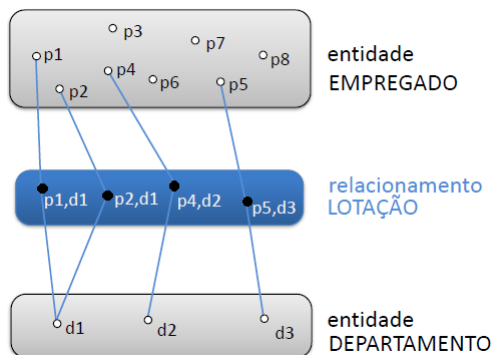 p1
p3
p7
p8
p2
p4
p6
p5
entidade
EMPREGADO
p1,d1
p2,d1
p4,d2
p5,d3
relacionamento
LOTAÇÃO
d1
d2
d3
entidade
DEPARTAMENTO